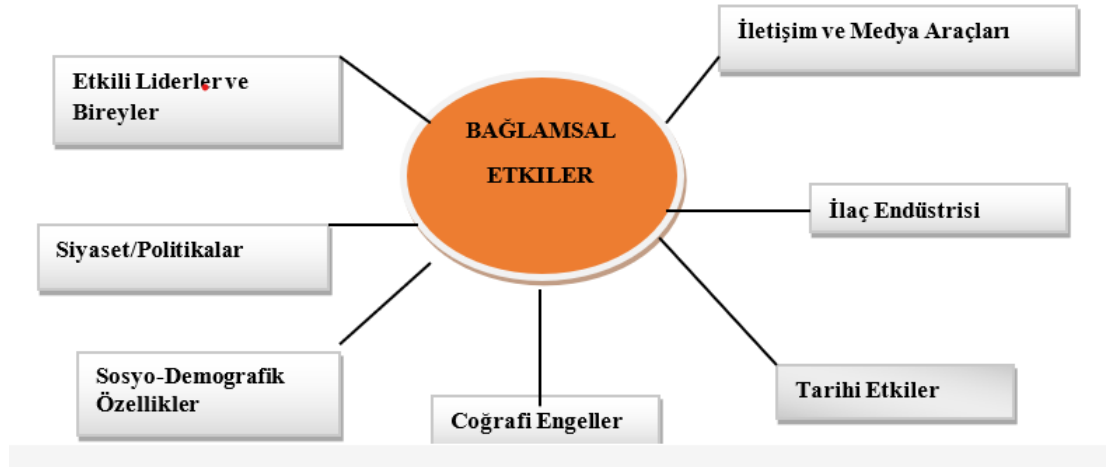 İletişim ve Medya Araçları
Etkili Liderler ve
Bireyler
BAĞLAMSAL
ETKILER
İlaç Endüstrisi
Siyaset/Politikalar
Sosyo-Demografik
Özellikler
Coğrafi Engeller
Tarihi Etkiler